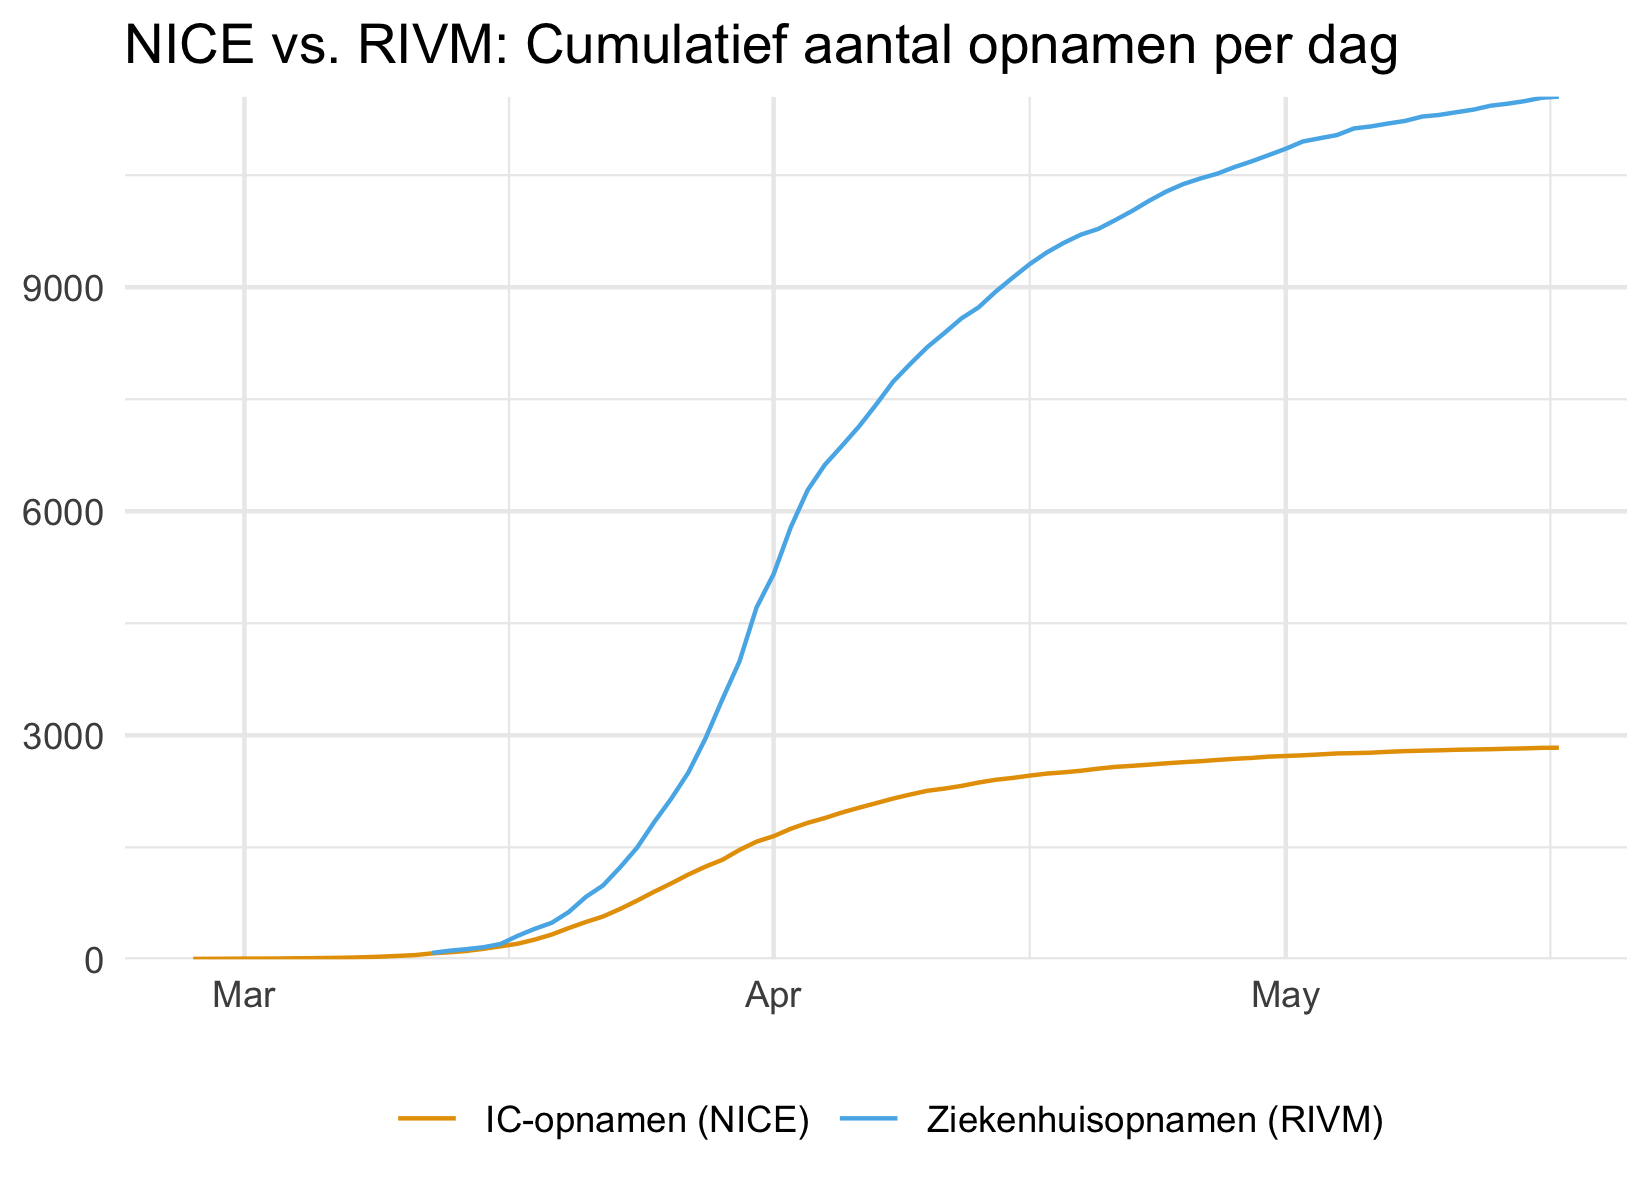 NICE vs. RIVM: Cumulatief aantal opnamen per dag
9000
6000
3000
0
Mar Apr May
IC-opnamen (NICE) Ziekenhuisopnamen (RIVM)